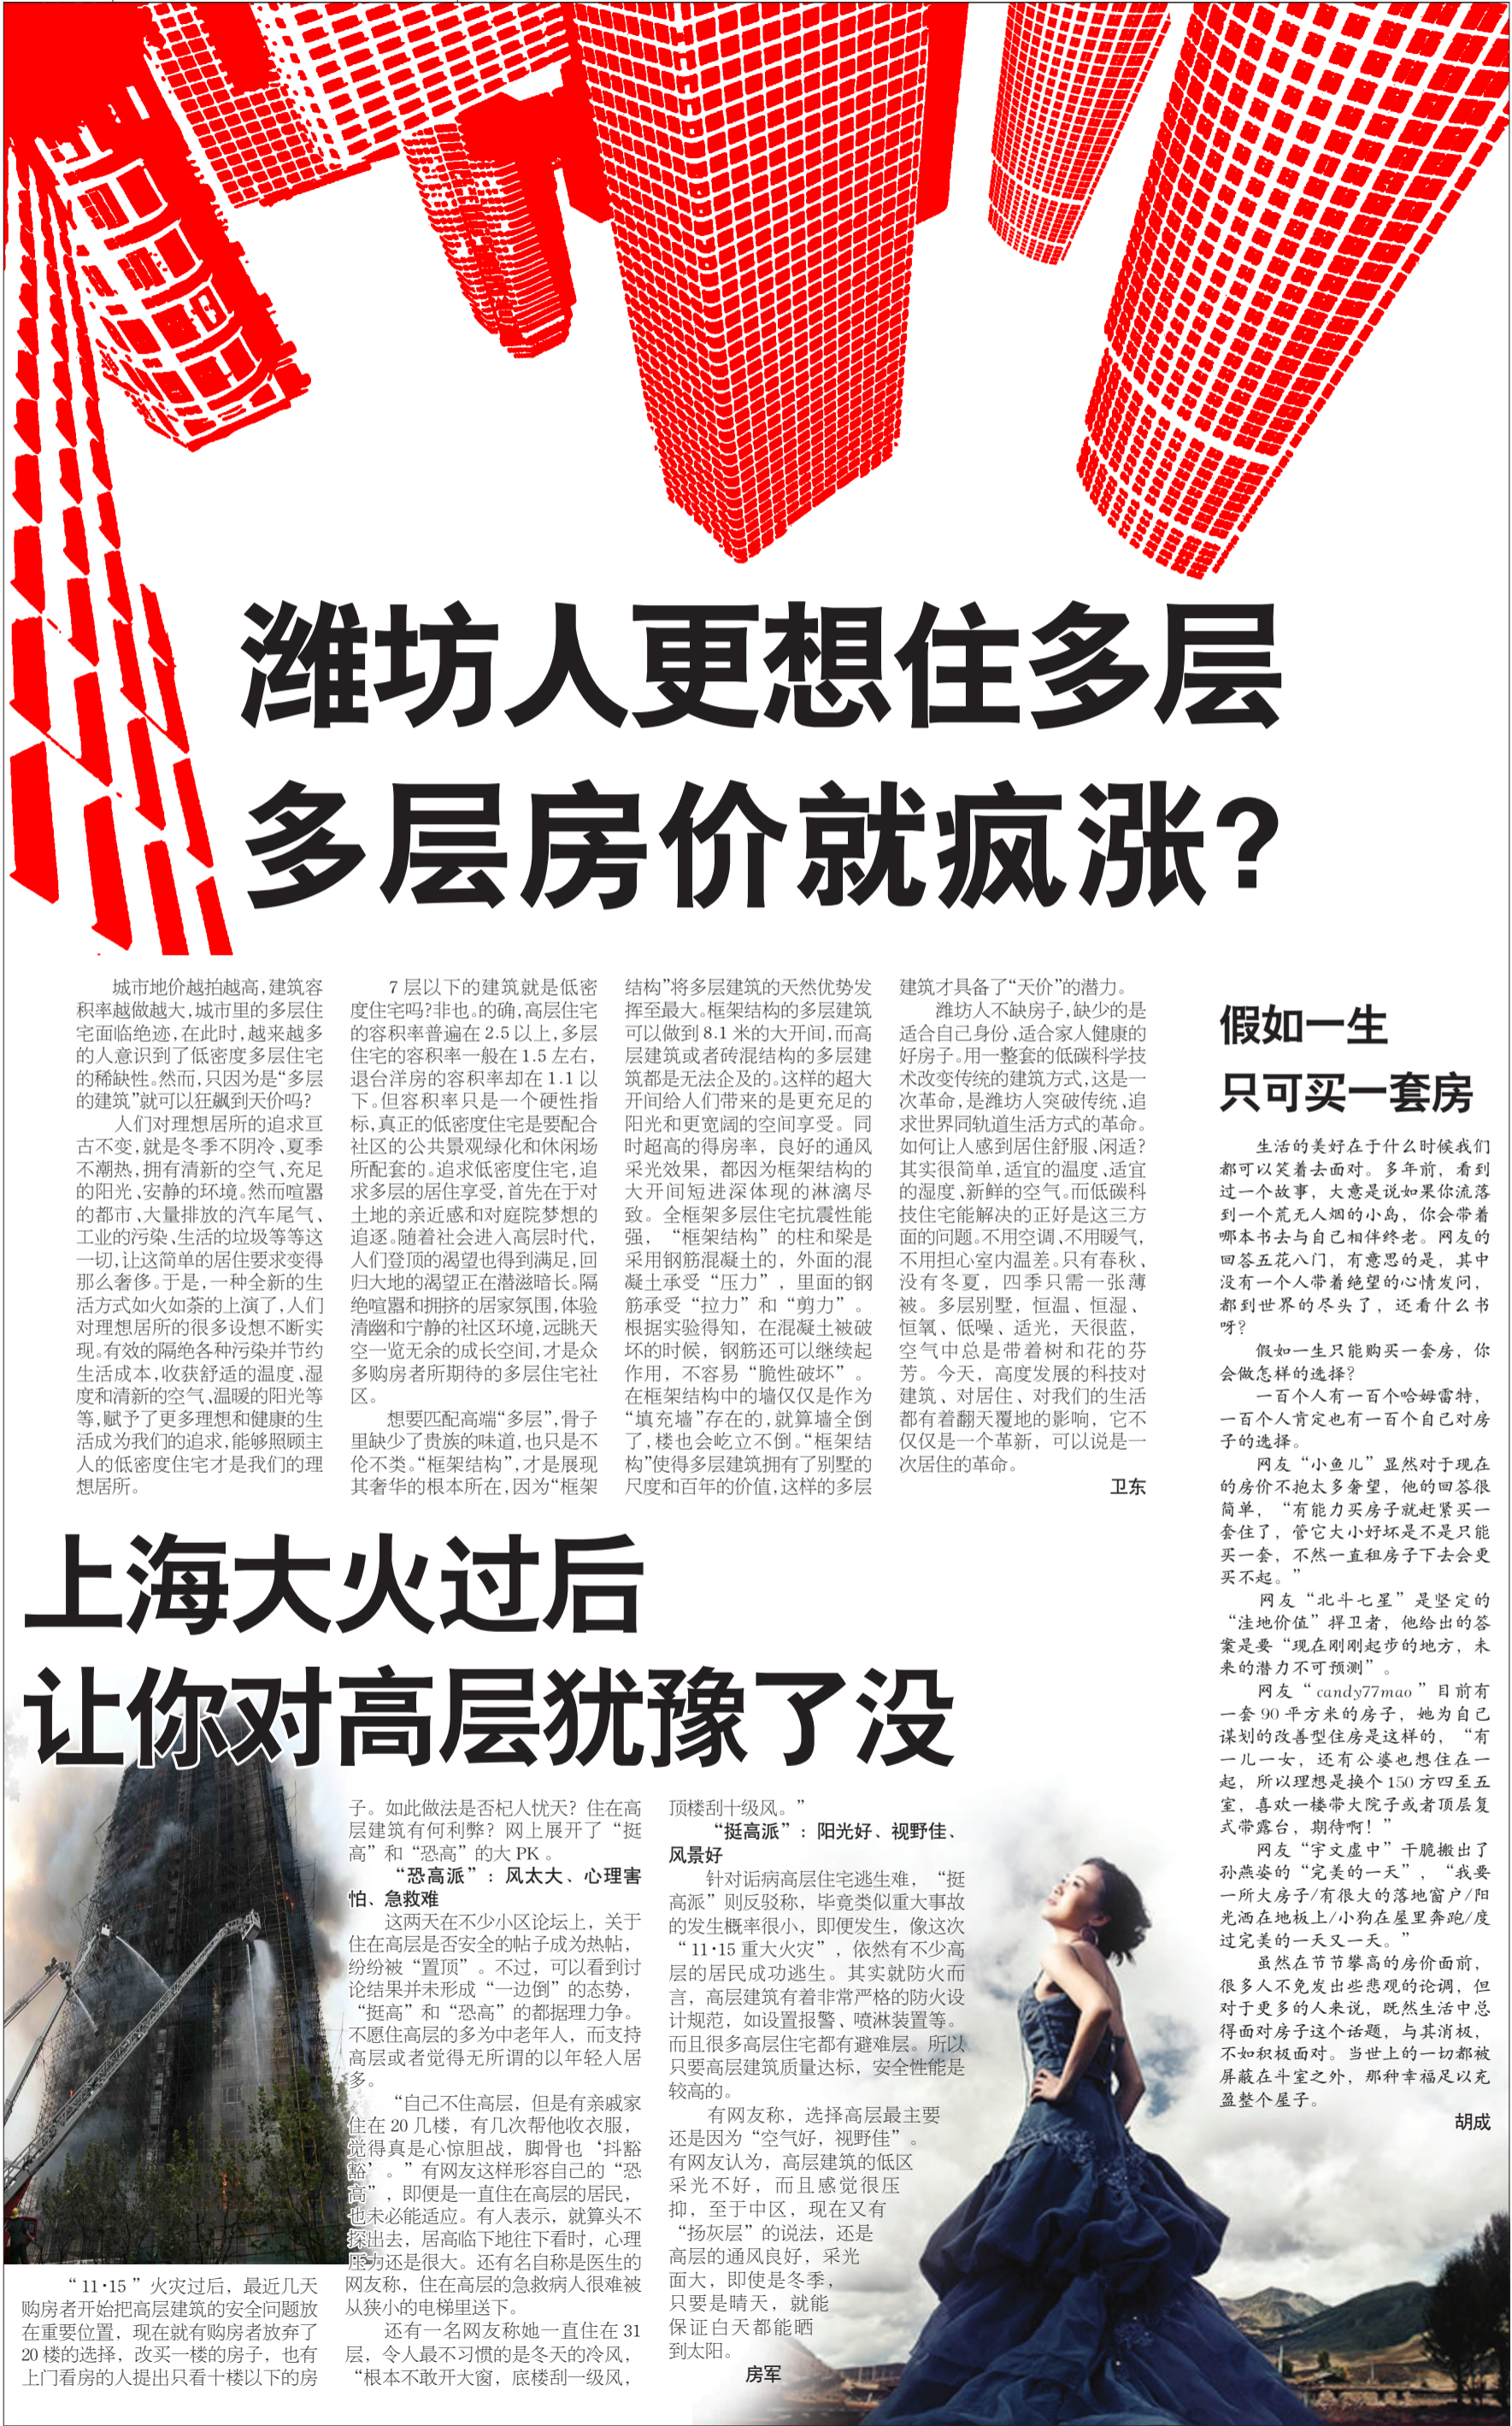 潍坊人更想住多层
多层房价就疯涨?
城市地价越拍越高,建筑容
积率越做越大,城市里的多层住
宅面临绝迹,在此时,越来越多
的人意识到了低密度多层住宅
的稀缺性。然而,只因为是“多层
的建筑”就可以狂飙到天价吗?
人们对理想居所的追求亘
古不变,就是冬季不阴冷、夏季
不潮热,拥有清新的空气、充足
的阳光、安静的环境。然而喧嚣
的都市、大量排放的汽车尾气、
工业的污染、生活的垃圾等等这
一切,让这简单的居住要求变得
那么奢侈。于是,一种全新的生
活方式如火如荼的上演了,人们
对理想居所的很多设想不断实
现。有效的隔绝各种污染并节约
生活成本,收获舒适的温度、湿
度和清新的空气、温暖的阳光等
等,赋予了更多理想和健康的生
活成为我们的追求,能够照顾主
人的低密度住宅才是我们的理
想居所。
7层以下的建筑就是低密
度住宅吗?非也。的确,高层住宅
的容积率普遍在2.5以上,多层
住宅的容积率一般在1.5左右,
退台洋房的容积率却在1.1以
下。但容积率只是一个硬性指
标,真正的低密度住宅是要配合
社区的公共景观绿化和休闲场
所配套的。追求低密度住宅,追
求多层的居住享受,首先在于对
土地的亲近感和对庭院梦想的
追逐。随着社会进入高层时代,
人们登顶的渴望也得到满足,回
归大地的渴望正在潜滋暗长。隔
绝喧嚣和拥挤的居家氛围,体验
清幽和宁静的社区环境,远眺天
空一览无余的成长空间,才是众
多购房者所期待的多层住宅社
区。
想要匹配高端“多层”,骨子
里缺少了贵族的味道,也只是不
伦不类。“框架结构”,才是展现
其奢华的根本所在,因为“框架
结构”将多层建筑的天然优势发
挥至最大。框架结构的多层建筑
可以做到8.1米的大开间,而高
层建筑或者砖混结构的多层建
筑都是无法企及的。这样的超大
开间给人们带来的是更充足的
阳光和更宽阔的空间享受。同
时超高的得房率，良好的通风
采光效果，都因为框架结构的
大开间短进深体现的淋漓尽
致。全框架多层住宅抗震性能
强，“框架结构”的柱和梁是
采用钢筋混凝土的，外面的混
凝土承受“压力”，里面的钢
筋承受“拉力”和“剪力”。
根据实验得知，在混凝土被破
坏的时候，钢筋还可以继续起
作用，不容易“脆性破坏”。
在框架结构中的墙仅仅是作为
“填充墙”存在的,就算墙全倒
了,楼也会屹立不倒。“框架结
构”使得多层建筑拥有了别墅的
尺度和百年的价值,这样的多层
建筑才具备了“天价”的潜力。
潍坊人不缺房子,缺少的是
适合自己身份、适合家人健康的
好房子。用一整套的低碳科学技
术改变传统的建筑方式,这是一
次革命,是潍坊人突破传统、追
求世界同轨道生活方式的革命。
如何让人感到居住舒服、闲适?
其实很简单,适宜的温度、适宜
的湿度、新鲜的空气。而低碳科
技住宅能解决的正好是这三方
面的问题。不用空调、不用暖气,
不用担心室内温差。只有春秋、
没有冬夏，四季只需一张薄
被。多层别墅，恒温、恒湿、
恒氧、低噪、适光，天很蓝，
空气中总是带着树和花的芬
芳。今天，高度发展的科技对
建筑、对居住、对我们的生活
都有着翻天覆地的影响，它不
仅仅是一个革新，可以说是一
次居住的革命。
卫东
假如一生
只可买一套房
生活的美好在于什么时候我们
都可以笑着去面对。多年前，看到
过一个故事，大意是说如果你流落
到一个荒无人烟的小岛，你会带着
哪本书去与自己相伴终老。网友的
回答五花八门，有意思的是，其中
没有一个人带着绝望的心情发问，
都到世界的尽头了，还看什么书
呀?
假如一生只能购买一套房，你
会做怎样的选择?
一百个人有一百个哈姆雷特，
一百个人肯定也有一百个自己对房
子的选择。
网友“小鱼儿”显然对于现在
的房价不抱太多奢望，他的回答很
简单，“有能力买房子就赶紧买一
套住了，管它大小好坏是不是只能
买一套，不然一直租房子下去会更
买不起。”
网友“北斗七星”是坚定的
“洼地价值”捍卫者，他给出的答
案是要“现在刚刚起步的地方，未
来的潜力不可预测”。
网友“candy77mao”目前有
一套90平方米的房子，她为自己
谋划的改善型住房是这样的，“有
一儿一女，还有公婆也想住在一
起，所以理想是换个150方四至五
室，喜欢一楼带大院子或者顶层复
式带露台，期待啊！”
网友“宇文虚中”干脆搬出了
孙燕姿的“完美的一天”，“我要
一所大房子/有很大的落地窗户/阳
光洒在地板上/小狗在屋里奔跑/度
过完美的一天又一天。”
虽然在节节攀高的房价面前，
很多人不免发出些悲观的论调，但
对于更多的人来说，既然生活中总
得面对房子这个话题，与其消极，
不如积极面对。当世上的一切都被
屏蔽在斗室之外，那种幸福足以充
盈整个屋子。
胡成
上海大火过后
让你对高层犹豫了没
“11·15”火灾过后，最近几天
购房者开始把高层建筑的安全问题放
在重要位置，现在就有购房者放弃了
20楼的选择，改买一楼的房子，也有
上门看房的人提出只看十楼以下的房
子。如此做法是否杞人忧天？住在高
层建筑有何利弊？网上展开了“挺
高”和“恐高”的大PK。
“恐高派”：风太大、心理害
怕、急救难
这两天在不少小区论坛上，关于
住在高层是否安全的帖子成为热帖，
纷纷被“置顶”。不过，可以看到讨
论结果并未形成“一边倒”的态势，
“挺高”和“恐高”的都据理力争。
不愿住高层的多为中老年人，而支持
高层或者觉得无所谓的以年轻人居
多。
“自己不住高层，但是有亲戚家
住在20几楼，有几次帮他收衣服，
觉得真是心惊胆战，脚骨也‘抖豁
豁’。”有网友这样形容自己的“恐
高”，即便是一直住在高层的居民，
也未必能适应。有人表示，就算头不
探出去，居高临下地往下看时，心理
压力还是很大。还有名自称是医生的
网友称，住在高层的急救病人很难被
从狭小的电梯里送下。
还有一名网友称她一直住在31
层，令人最不习惯的是冬天的冷风，
“根本不敢开大窗，底楼刮一级风，
顶楼刮十级风。”
“挺高派”：阳光好、视野佳、
风景好
针对诟病高层住宅逃生难，“挺
高派”则反驳称，毕竟类似重大事故
的发生概率很小，即便发生，像这次
“11·15重大火灾”，依然有不少高
层的居民成功逃生。其实就防火而
言，高层建筑有着非常严格的防火设
计规范，如设置报警、喷淋装置等。
而且很多高层住宅都有避难层。所以
只要高层建筑质量达标，安全性能是
较高的。
有网友称，选择高层最主要
还是因为“空气好，视野佳”。
有网友认为，高层建筑的低区
采光不好，而且感觉很压
抑，至于中区，现在又有
“扬灰层”的说法，还是
高层的通风良好，采光
面大，即使是冬季，
只要是晴天，就能
保证白天都能晒
到太阳。
房军